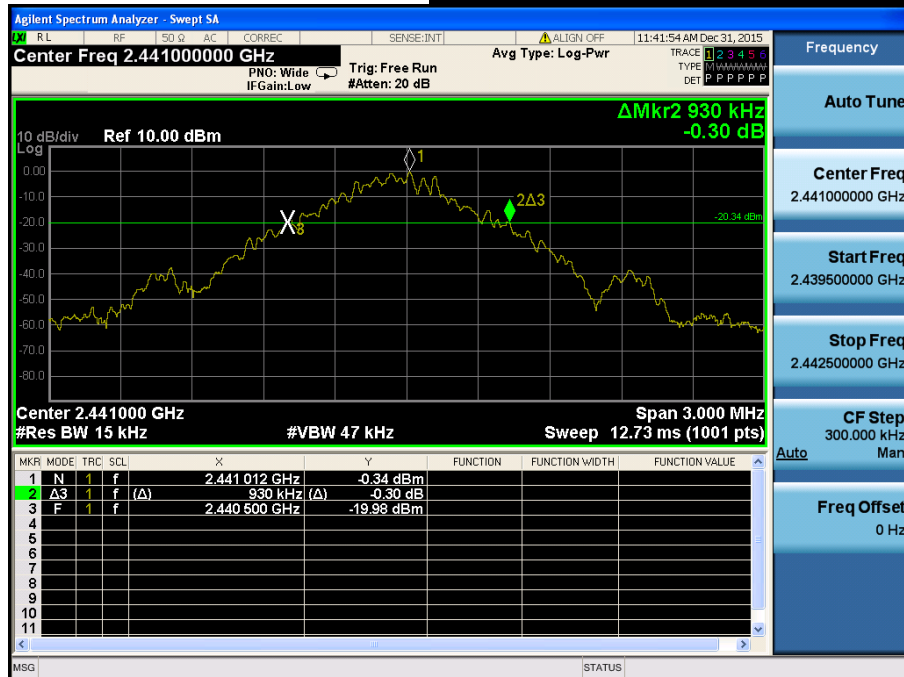 Agilent Spectrum Analyzer - Swept SA
LXI RL RF 50 Ω AC CORREC SENSE:INT ALIGN OFF 11:41:54 AM Dec 31, 2015
Center Freq 2.441000000 GHz
PNO: Wide
IFGain:Low
Trig: Free Run
#Atten: 20 dB
Avg Type: Log-Pwr
TRACE 1 2 3 4 5 6
TYPE M W W W W W
DET P P P P P P
ΔMkr2 930 kHz
-0.30 dB
10 dB/div Ref 10.00 dBm
Log
0.00
-10.0
-20.0
-30.0
-40.0
-50.0
-60.0
-70.0
-80.0
1
2Δ3
X3
-20.34 dBm
Center 2.441000 GHz Span 3.000 MHz
#Res BW 15 kHz #VBW 47 kHz Sweep 12.73 ms (1001 pts)
MKR MODE TRC SCL X Y FUNCTION FUNCTION WIDTH FUNCTION VALUE
1 N 1 f 2.441 012 GHz -0.34 dBm
2 Δ3 1 f (Δ) 930 kHz (Δ) -0.30 dB
3 F 1 f 2.440 500 GHz -19.98 dBm
4
5
6
7
8
9
10
11
MSG STATUS
Frequency
Auto Tune
Center Freq
2.441000000 GHz
Start Freq
2.439500000 GHz
Stop Freq
2.442500000 GHz
CF Step
300.000 kHz
Auto Man
Freq Offset
0 Hz